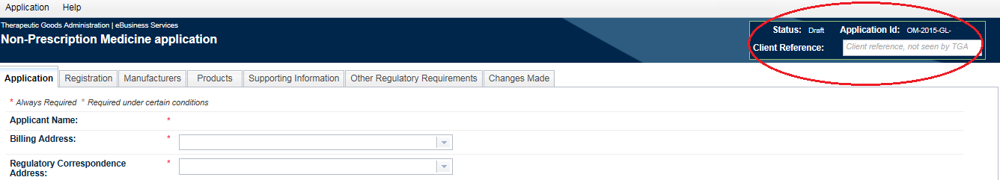 Application Help
Therapeutic Goods Administration | eBusiness Services
Non-Prescription Medicine application
Status: Draft Application Id: OM-2015-GL-
Client Reference: Client reference, not seen by TGA
Application Registration Manufacturers Products Supporting Information Other Regulatory Requirements Changes Made
* Always Required * Required under certain conditions
Applicant Name: *
Billing Address: *
Regulatory Correspondence *
Address: